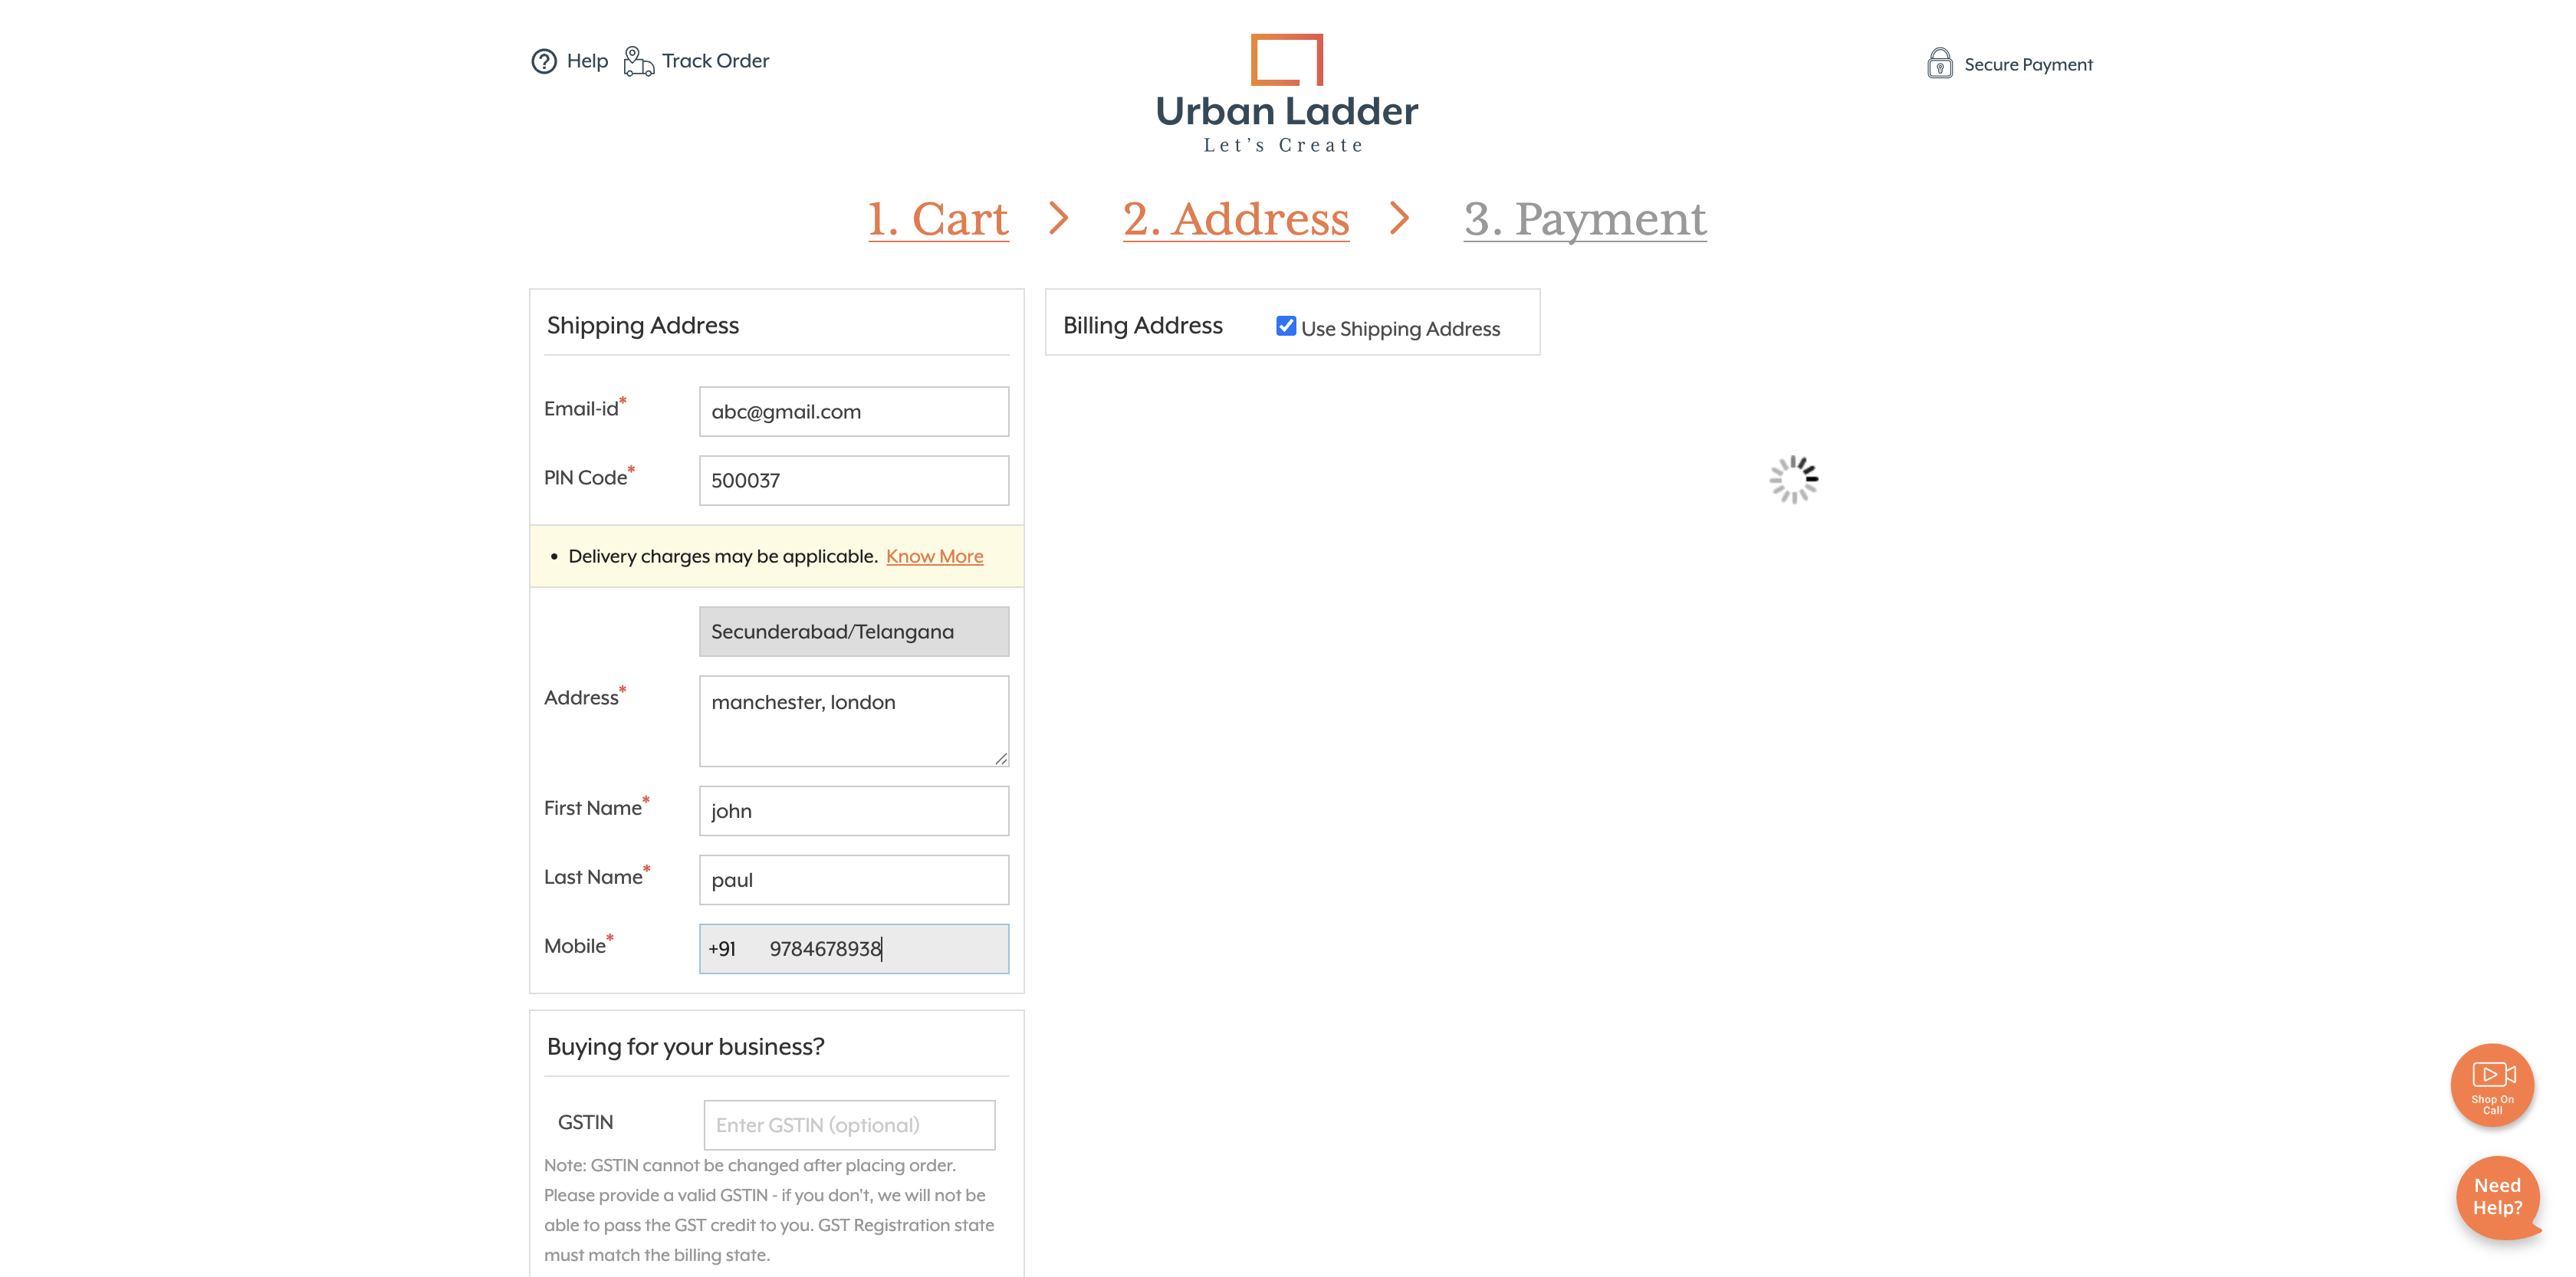 Help Track Order
Urban Ladder
Let's Create
Secure Payment
1. Cart > 2. Address > 3. Payment
Shipping Address
Email-id*
abc@gmail.com
PIN Code*
500037
• Delivery charges may be applicable. Know More
Secunderabad/Telangana
Address*
manchester, london
First Name*
john
Last Name*
paul
Mobile*
+91 9784678938
Billing Address
Use Shipping Address
Buying for your business?
GSTIN
Enter GSTIN (optional)
Note: GSTIN cannot be changed after placing order.
Please provide a valid GSTIN - if you don't, we will not be
able to pass the GST credit to you. GST Registration state
must match the billing state.
Shop On
Call
Need
Help?